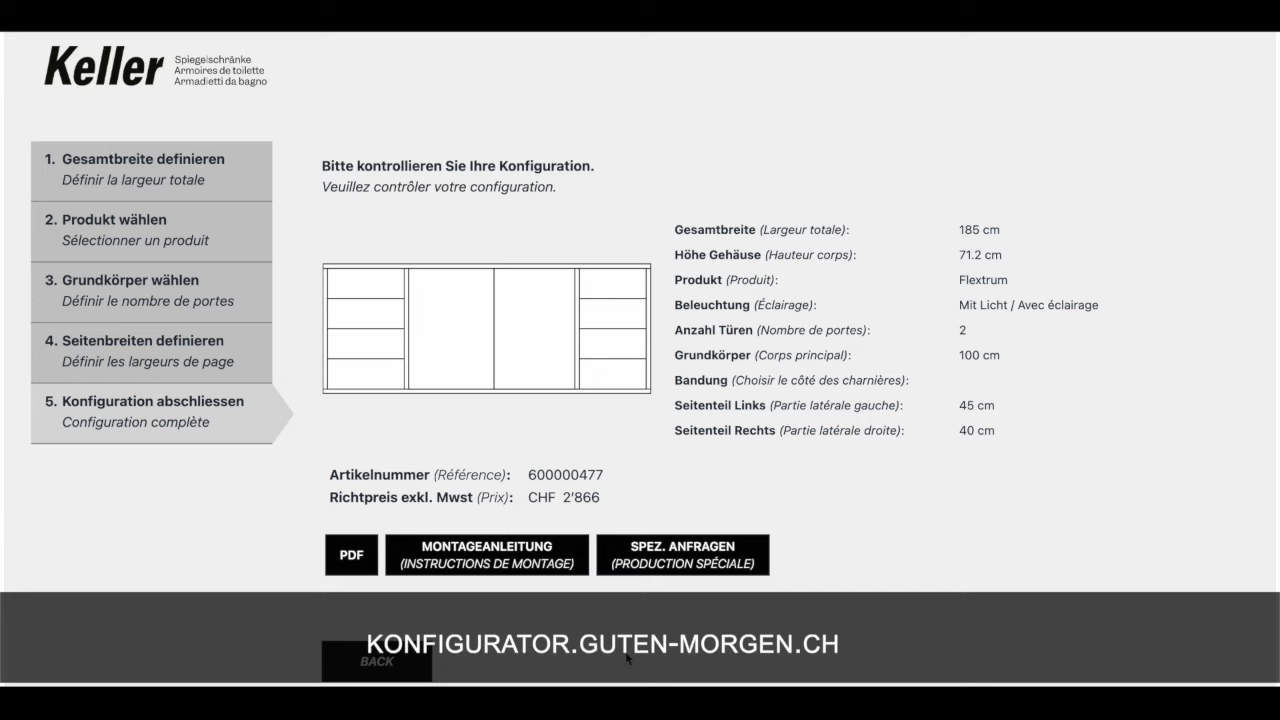 Keller
Spiegelschränke
Armoires de toilette
Armadietti da bagno
1. Gesamtbreite definieren
Définir la largeur totale
2. Produkt wählen
Sélectionner un produit
3. Grundkörper wählen
Définir le nombre de portes
4. Seitenbreiten definieren
Définir les largeurs de page
5. Konfiguration abschliessen
Configuration complète
Bitte kontrollieren Sie Ihre Konfiguration.
Veuillez contrôler votre configuration.
Gesamtbreite (Largeur totale): 185 cm
Höhe Gehäuse (Hauteur corps): 71.2 cm
Produkt (Produit): Flextrum
Beleuchtung (Éclairage): Mit Licht / Avec éclairage
Anzahl Türen (Nombre de portes): 2
Grundkörper (Corps principal): 100 cm
Bandung (Choisir le côté des charnières):
Seitenteil Links (Partie latérale gauche): 45 cm
Seitenteil Rechts (Partie latérale droite): 40 cm
Artikelnummer (Référence): 600000477
Richtpreis exkl. Mwst (Prix): CHF 2'866
PDF
MONTAGEANLEITUNG
(INSTRUCTIONS DE MONTAGE)
SPEZ. ANFRAGEN
(PRODUCTION SPÉCIALE)
KONFIGURATOR.GUTEN-MORGEN.CH
BACK